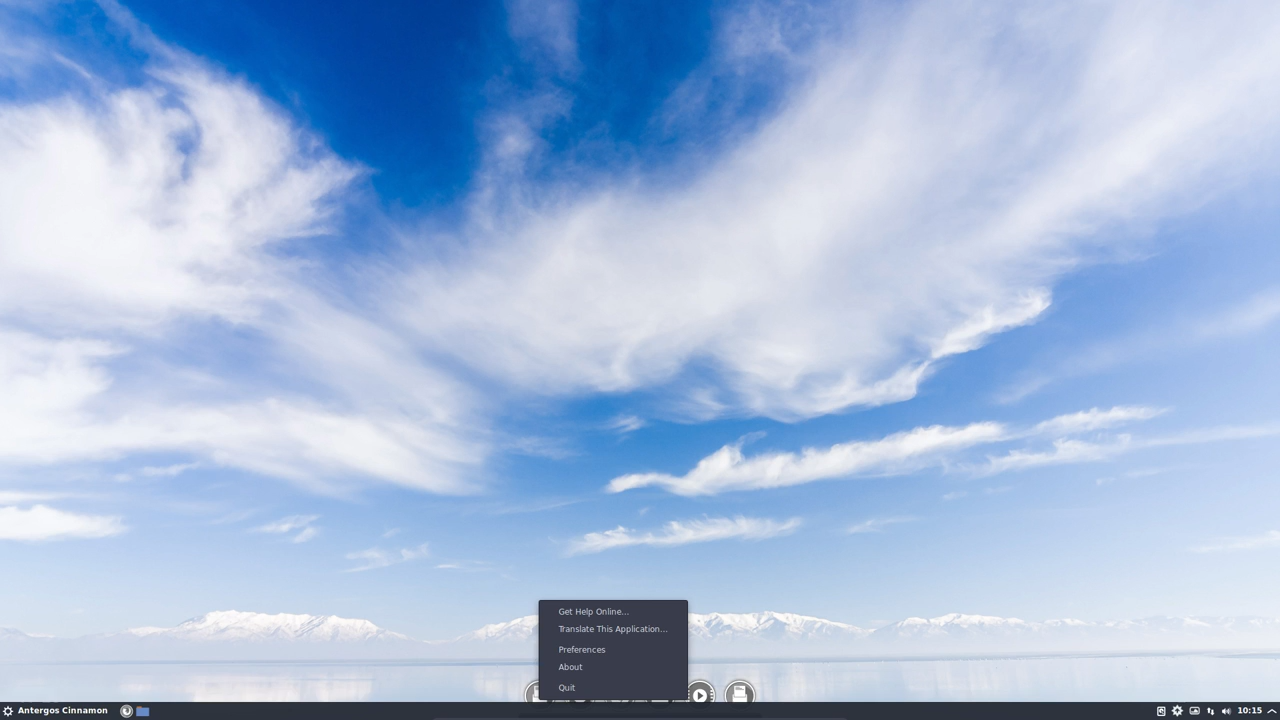 Get Help Online...
Translate This Application...
Preferences
About
Quit
Antergos Cinnamon
10:15